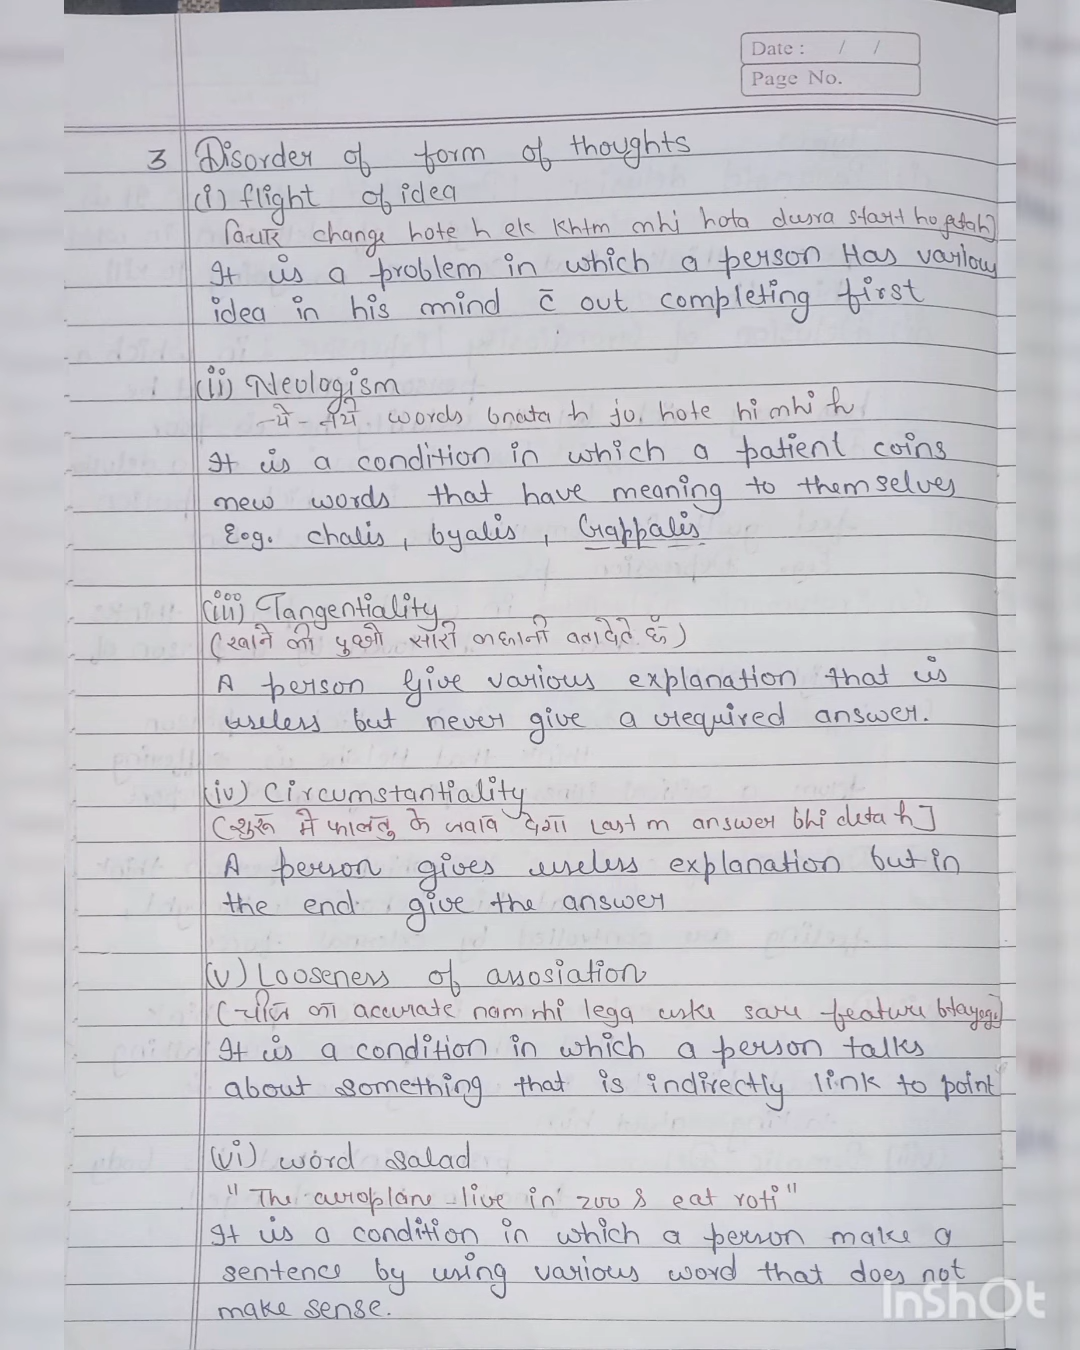 Date : / /
Page No.
3 Disorder of form of thoughts
(i) flight of idea
विचार change hote h ek khtm nhi hota dusra start ho
It is a problem in which a person Has various
idea in his mind c̄ out completing first
(ii) Neologism
नये - नये words bnata h jo hote hi nhi h
It is a condition in which a patient coins
new words that have meaning to themselves
E.g. chalis, byalis, Grappalis
(iii) Tangentiality
(खाने की पुछो सारी कहानी बता देते हैं)
A person give various explanation that is
useless but never give a required answer.
(iv) Circumstantiality
(शुरू में फालतु के जवाब देगा Last m answer bhi deta h]
A person gives useless explanation but in
the end give the answer
(v) Looseness of assosiation
(चीज का accurate nam nhi lega uske sare feature btayega)
It is a condition in which a person talks
about something that is indirectly link to point
(vi) word salad
" The aeroplane live in zoo & eat roti "
It is a condition in which a person make a
sentence by using various word that does not
make sense.
InShOt